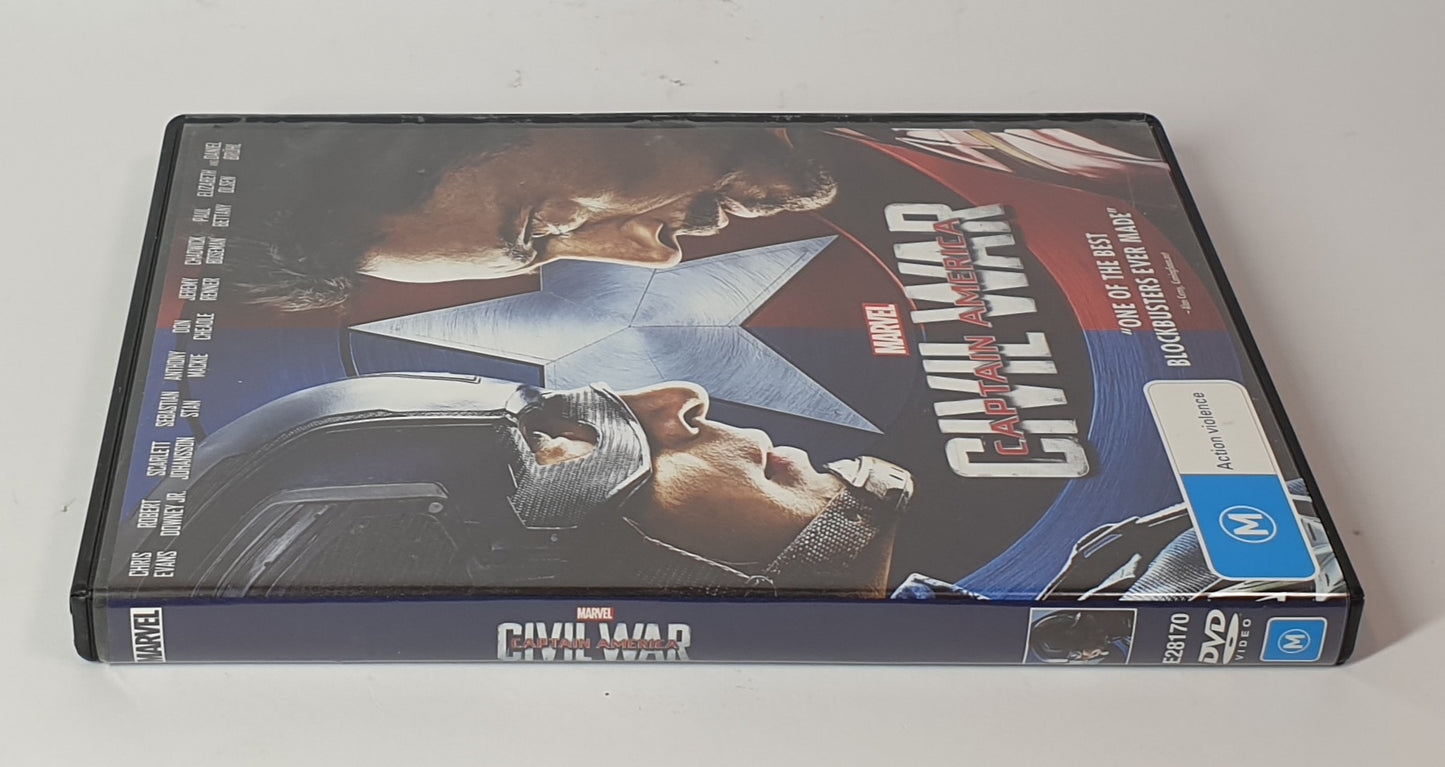 CHRIS EVANS
ROBERT DOWNEY JR.
SCARLETT JOHANSSON
SEBASTIAN STAN
ANTHONY MACKIE
DON CHEADLE
JEREMY RENNER
CHADWICK BOSEMAN
PAUL BETTANY
ELIZABETH OLSEN
AND DANIEL BRÜHL
MARVEL
CAPTAIN AMERICA
CIVIL WAR
"ONE OF THE BEST
BLOCKBUSTERS EVER MADE"
Action violence
M
MARVEL
MARVEL
CAPTAIN AMERICA
CIVIL WAR
E28170
DVD
VIDEO
M